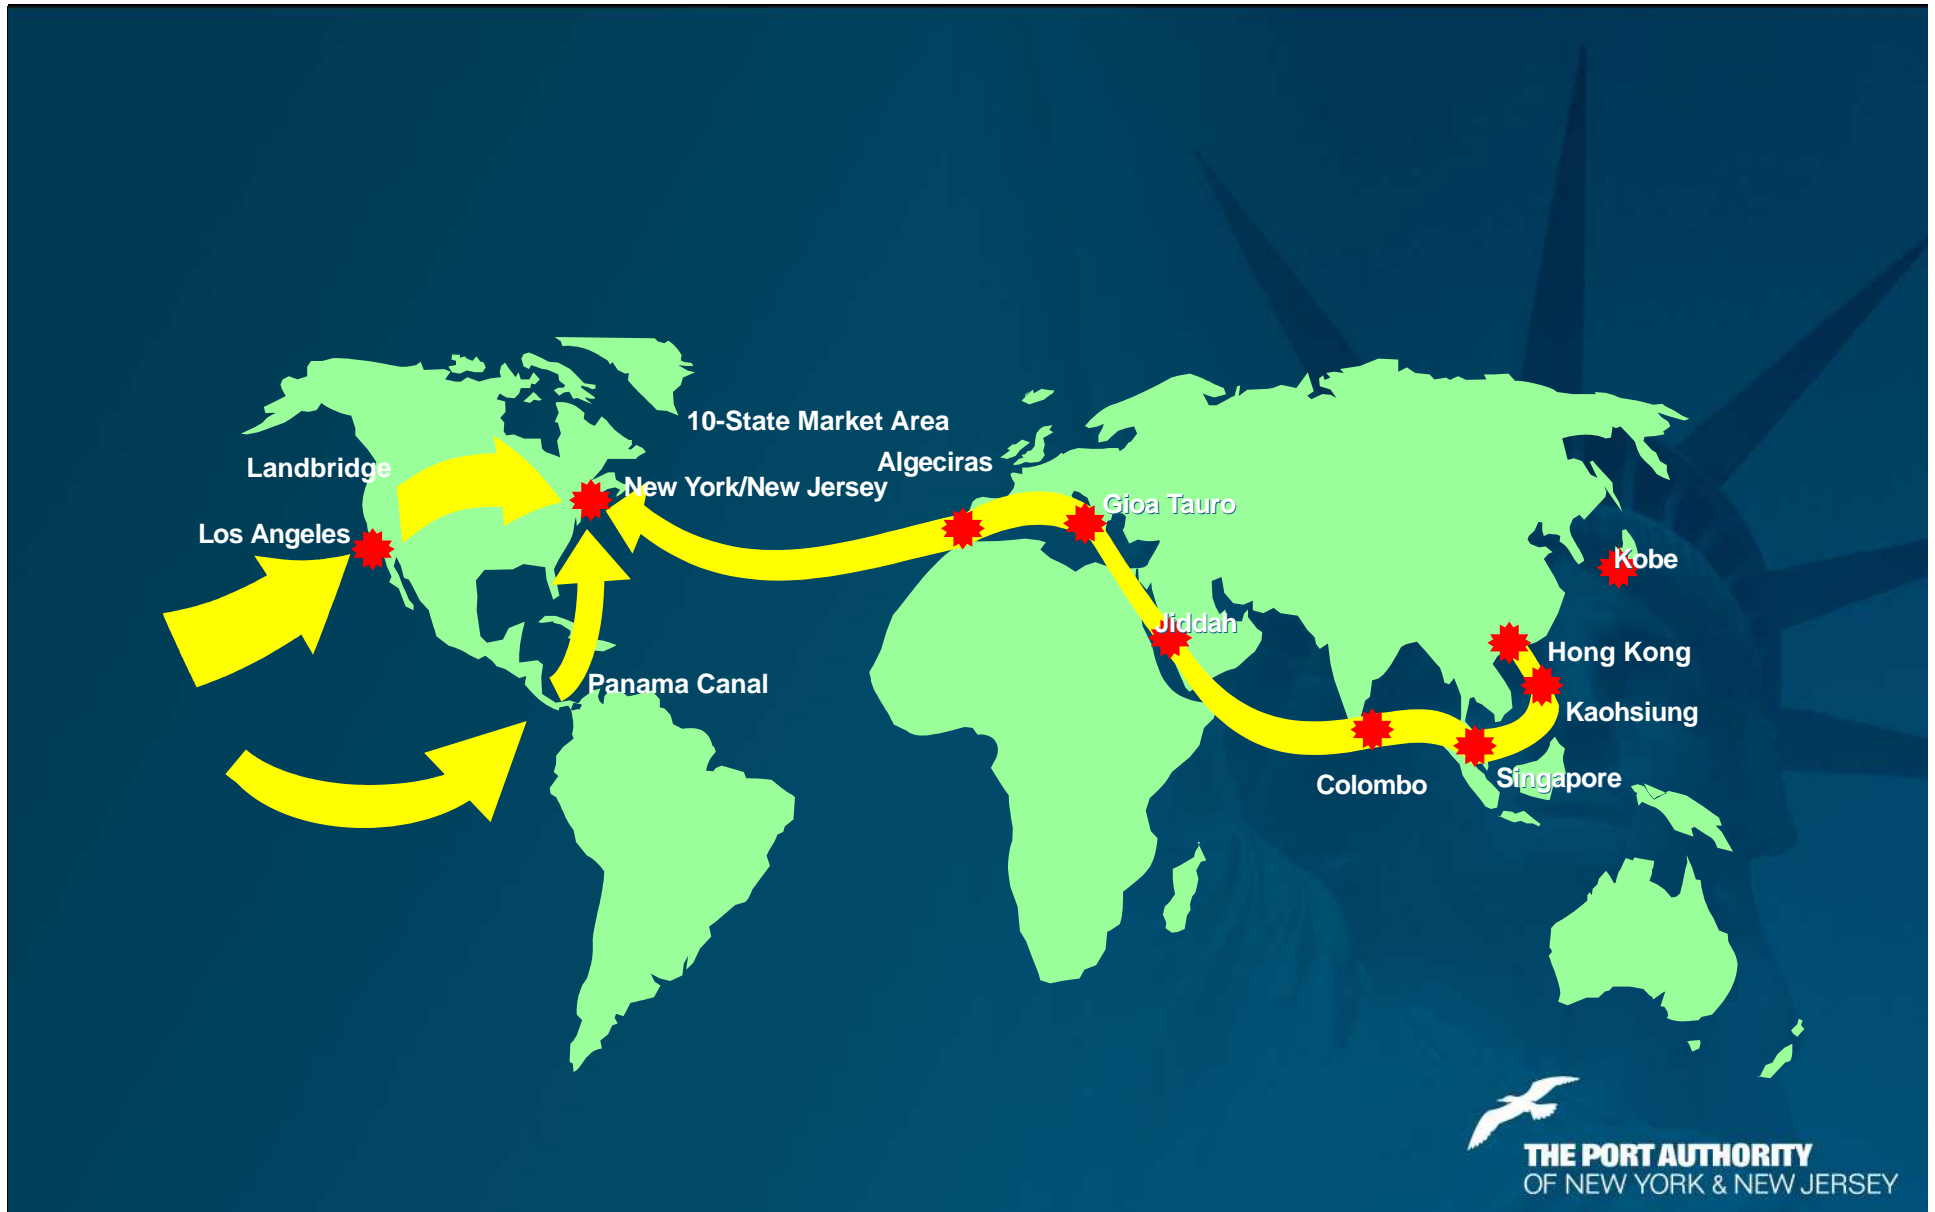 10-State Market Area
Algeciras
Landbridge
New York/New Jersey
Gioa Tauro
Los Angeles
Kobe
Jiddah
Hong Kong
Panama Canal
Kaohsiung
Singapore
Colombo
THE PORT AUTHORITY
OF NEW YORK & NEW JERSEY